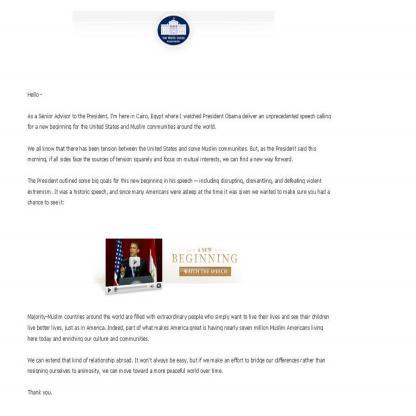 THE WHITE HOUSE
Hello -
As a Senior Advisor to the President, I'm here in Cairo, Egypt where I watched President Obama deliver an unprecedented speech calling
for a new beginning for the United States and Muslim communities around the world.
We all know that there has been tension between the United States and some Muslim communities. But, as the President said this
morning, if all sides face the sources of tension squarely and focus on mutual interests, we can find a new way forward.
The President outlined some big goals for this new beginning in his speech -- including disrupting, dismantling, and defeating violent
extremism. It was a historic speech, and since many Americans were asleep at the time it was given we wanted to make sure you had a
chance to see it:
A NEW
BEGINNING
WATCH THE SPEECH
Majority-Muslim countries around the world are filled with extraordinary people who simply want to live their lives and see their children
live better lives, just as in America. Indeed, part of what makes America great is having nearly seven million Muslim Americans living
here today and enriching our culture and communities.
We can extend that kind of relationship abroad. It won't always be easy, but if we make an effort to bridge our differences rather than
resigning ourselves to animosity, we can move toward a more peaceful world over time.
Thank you.